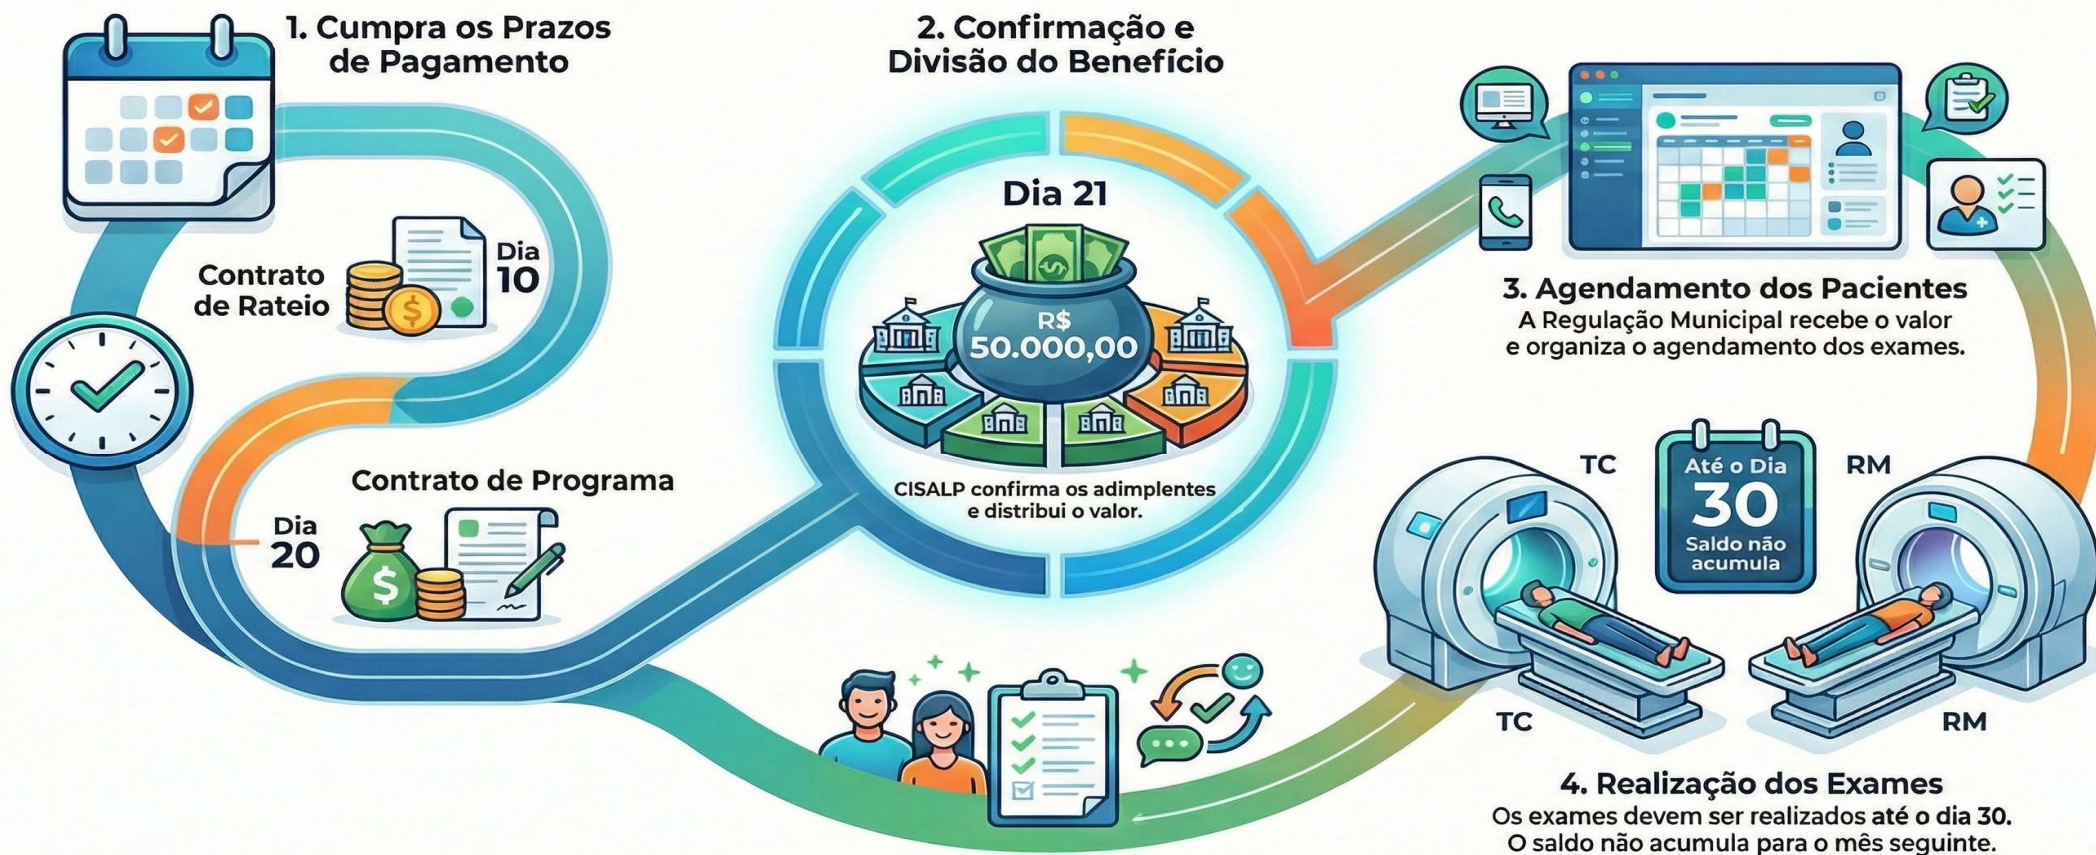 1. Cumpra os Prazos
de Pagamento
Contrato
de Rateio
Dia
10
Contrato de Programa
Dia
20
2. Confirmação e
Divisão do Benefício
Dia 21
R$
50.000,00
CISALP confirma os adimplentes
e distribui o valor.
3. Agendamento dos Pacientes
A Regulação Municipal recebe o valor
e organiza o agendamento dos exames.
TC
Até o Dia
30
Saldo não
acumula
RM
TC
RM
4. Realização dos Exames
Os exames devem ser realizados até o dia 30.
O saldo não acumula para o mês seguinte.